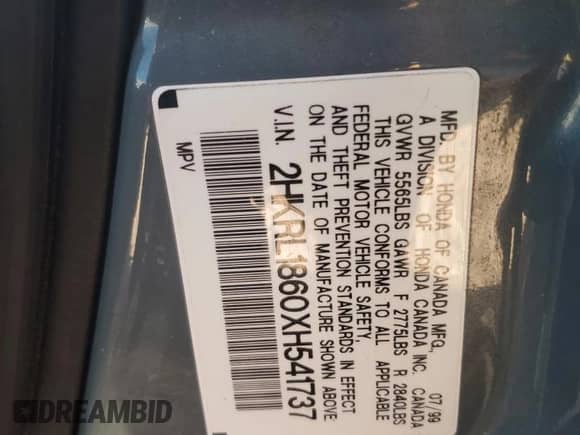 MFD. BY HONDA OF CANADA MFG. 07/99
A DIVISION OF HONDA CANADA INC. CANADA
GVWR 5565LBS GAWR F 2775LBS R 2840LBS
THIS VEHICLE CONFORMS TO ALL APPLICABLE
FEDERAL MOTOR VEHICLE SAFETY,
AND THEFT PREVENTION STANDARDS IN EFFECT
ON THE DATE OF MANUFACTURE SHOWN ABOVE
V.I.N. 2HKRL1860XH541737
MPV
DREAMBID